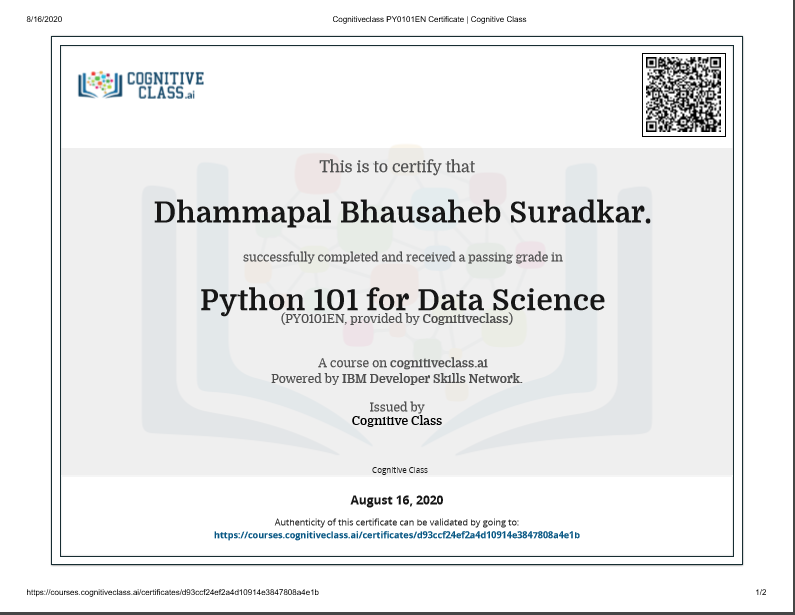 8/16/2020
Cognitiveclass PY0101EN Certificate | Cognitive Class
COGNITIVE
CLASS.ai
This is to certify that
Dhammapal Bhausaheb Suradkar.
successfully completed and received a passing grade in
Python 101 for Data Science
(PY0101EN, provided by Cognitiveclass)
A course on cognitiveclass.ai
Powered by IBM Developer Skills Network.
Issued by
Cognitive Class
Cognitive Class
August 16, 2020
Authenticity of this certificate can be validated by going to:
https://courses.cognitiveclass.ai/certificates/d93ccf24ef2a4d10914e3847808a4e1b
https://courses.cognitiveclass.ai/certificates/d93ccf24ef2a4d10914e3847808a4e1b
1/2